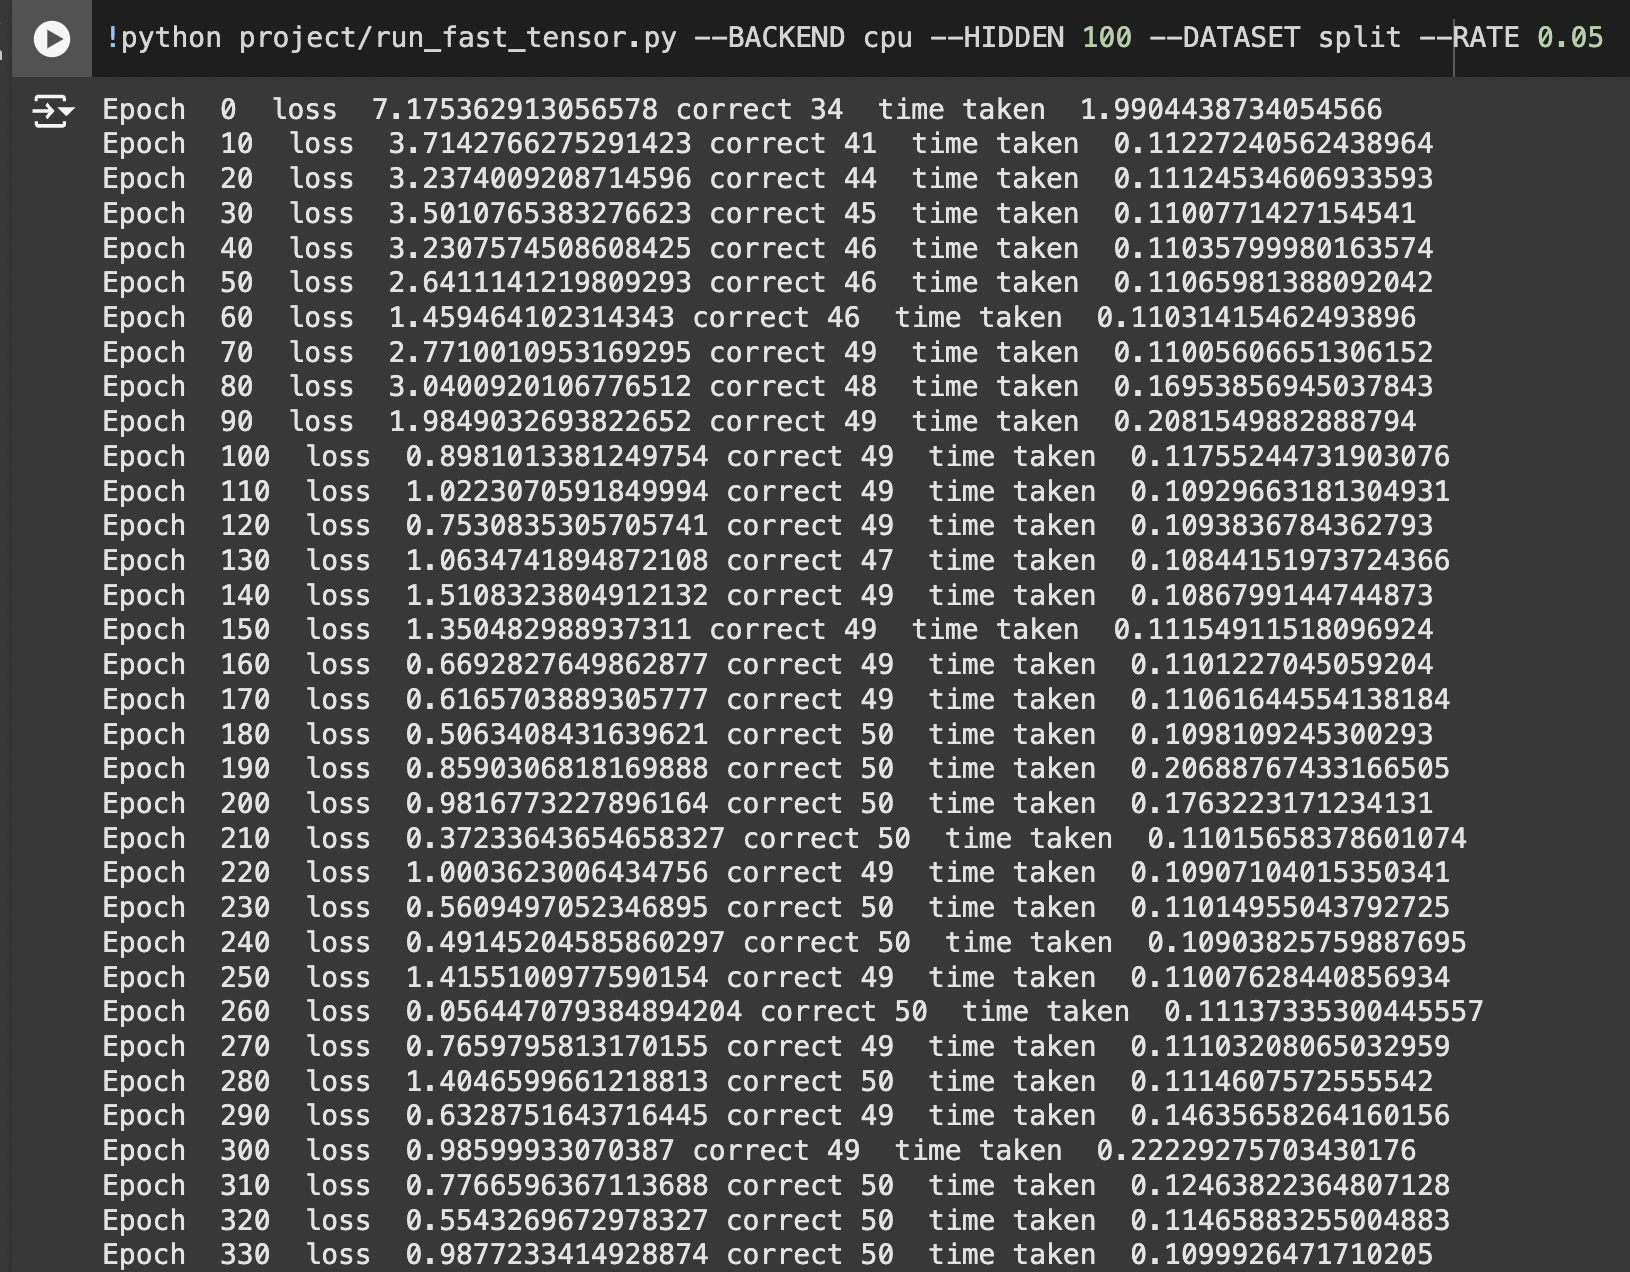 !python project/run_fast_tensor.py --BACKEND cpu --HIDDEN 100 --DATASET split --RATE 0.05
Epoch  0  loss  7.175362913056578 correct 34  time taken  1.9904438734054566
Epoch  10  loss  3.7142766275291423 correct 41  time taken  0.11227240562438964
Epoch  20  loss  3.2374009208714596 correct 44  time taken  0.11124534606933593
Epoch  30  loss  3.5010765383276623 correct 45  time taken  0.1100771427154541
Epoch  40  loss  3.2307574508608425 correct 46  time taken  0.11035799980163574
Epoch  50  loss  2.6411141219809293 correct 46  time taken  0.11065981388092042
Epoch  60  loss  1.459464102314343 correct 46  time taken  0.11031415462493896
Epoch  70  loss  2.7710010953169295 correct 49  time taken  0.11005606651306152
Epoch  80  loss  3.0400920106776512 correct 48  time taken  0.16953856945037843
Epoch  90  loss  1.9849032693822652 correct 49  time taken  0.2081549882888794
Epoch  100  loss  0.8981013381249754 correct 49  time taken  0.11755244731903076
Epoch  110  loss  1.0223070591849994 correct 49  time taken  0.10929663181304931
Epoch  120  loss  0.7530835305705741 correct 49  time taken  0.1093836784362793
Epoch  130  loss  1.0634741894872108 correct 47  time taken  0.10844151973724366
Epoch  140  loss  1.5108323804912132 correct 49  time taken  0.1086799144744873
Epoch  150  loss  1.350482988937311 correct 49  time taken  0.11154911518096924
Epoch  160  loss  0.6692827649862877 correct 49  time taken  0.1101227045059204
Epoch  170  loss  0.6165703889305777 correct 49  time taken  0.11061644554138184
Epoch  180  loss  0.5063408431639621 correct 50  time taken  0.1098109245300293
Epoch  190  loss  0.8590306818169888 correct 50  time taken  0.20688767433166505
Epoch  200  loss  0.9816773227896164 correct 50  time taken  0.1763223171234131
Epoch  210  loss  0.37233643654658327 correct 50  time taken  0.11015658378601074
Epoch  220  loss  1.0003623006434756 correct 49  time taken  0.10907104015350341
Epoch  230  loss  0.5609497052346895 correct 50  time taken  0.11014955043792725
Epoch  240  loss  0.49145204585860297 correct 50  time taken  0.10903825759887695
Epoch  250  loss  1.4155100977590154 correct 49  time taken  0.11007628440856934
Epoch  260  loss  0.056447079384894204 correct 50  time taken  0.11137335300445557
Epoch  270  loss  0.7659795813170155 correct 49  time taken  0.11103208065032959
Epoch  280  loss  1.4046599661218813 correct 50  time taken  0.1114607572555542
Epoch  290  loss  0.6328751643716445 correct 49  time taken  0.14635658264160156
Epoch  300  loss  0.98599933070387 correct 49  time taken  0.22229275703430176
Epoch  310  loss  0.7766596367113688 correct 50  time taken  0.12463822364807128
Epoch  320  loss  0.5543269672978327 correct 50  time taken  0.11465883255004883
Epoch  330  loss  0.9877233414928874 correct 50  time taken  0.1099926471710205